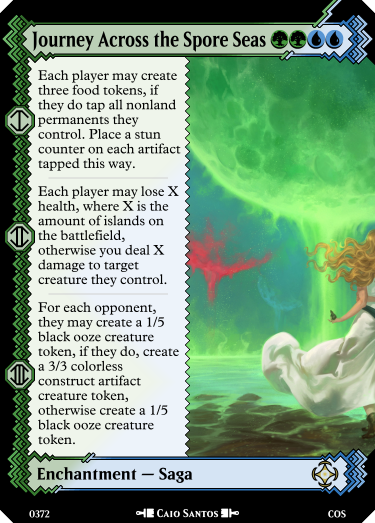 Journey Across the Spore Seas
Each player may create
three food tokens, if
they do tap all nonland
permanents they
control. Place a stun
counter on each artifact
tapped this way.
I
Each player may lose X
health, where X is the
amount of islands on
the battlefield,
otherwise you deal X
damage to target
creature they control.
II
For each opponent,
they may create a 1/5
black ooze creature
token, if they do, create
a 3/3 colorless
construct artifact
creature token,
otherwise create a 1/5
black ooze creature
token.
III
Enchantment — Saga
0372
Caio Santos
COS